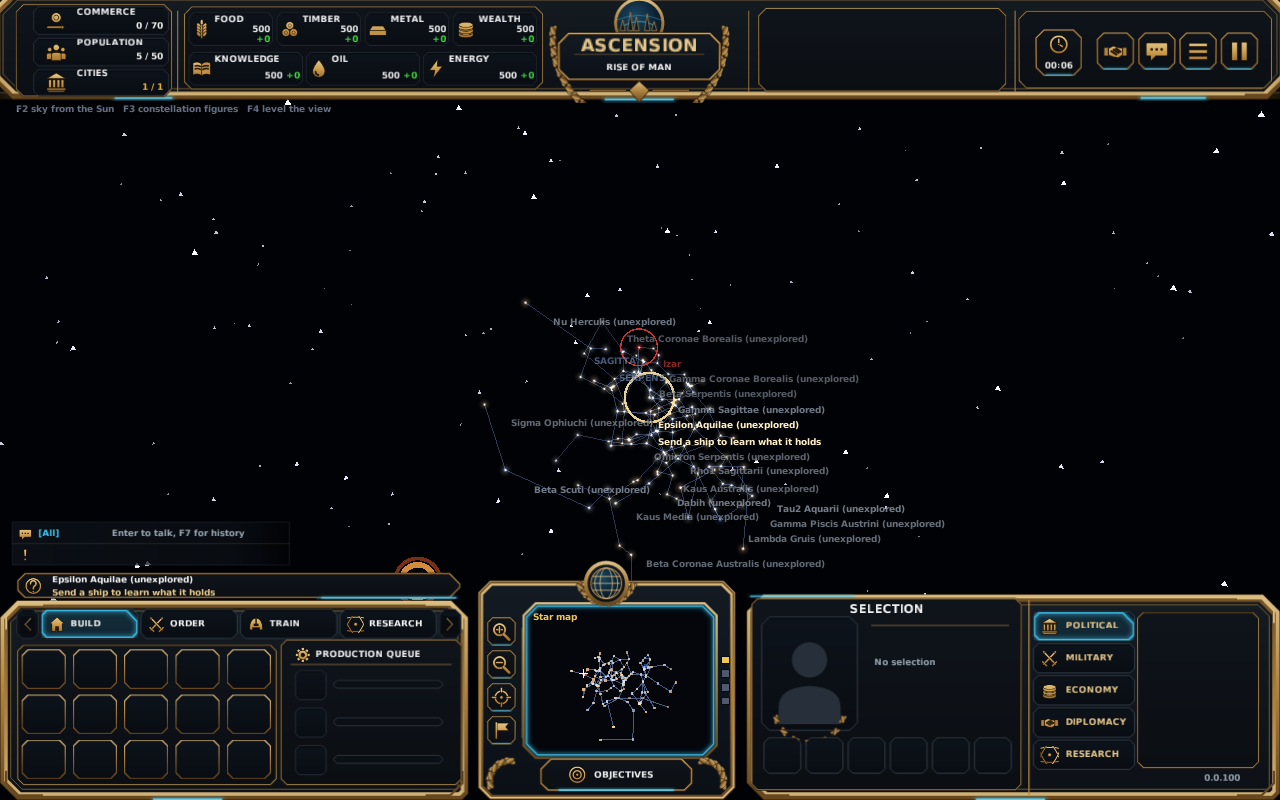 COMMERCE
0 / 70
POPULATION
5 / 50
CITIES
1 / 1
FOOD
500
+0
TIMBER
500
+0
METAL
500
+0
WEALTH
500
+0
KNOWLEDGE
500 +0
OIL
500 +0
ENERGY
500 +0
ASCENSION
RISE OF MAN
00:06
F2 sky from the Sun F3 constellation figures F4 level the view
Nu Herculis (unexplored)
Theta Coronae Borealis (unexplored)
SAGITTA
Izar
SERPENS
Gamma Coronae Borealis (unexplored)
Beta Serpentis (unexplored)
Gamma Sagittae (unexplored)
Sigma Ophiuchi (unexplored)
Epsilon Aquilae (unexplored)
Send a ship to learn what it holds
Omicron Serpentis (unexplored)
Rho1 Sagittarii (unexplored)
Beta Scuti (unexplored)
Kaus Australis (unexplored)
Dabih (unexplored)
Tau2 Aquarii (unexplored)
Kaus Media (unexplored)
Gamma Piscis Austrini (unexplored)
Lambda Gruis (unexplored)
Beta Coronae Australis (unexplored)
[All] Enter to talk, F7 for history
!
Epsilon Aquilae (unexplored)
Send a ship to learn what it holds
BUILD
ORDER
TRAIN
RESEARCH
PRODUCTION QUEUE
Star map
OBJECTIVES
SELECTION
No selection
POLITICAL
MILITARY
ECONOMY
DIPLOMACY
RESEARCH
0.0.100